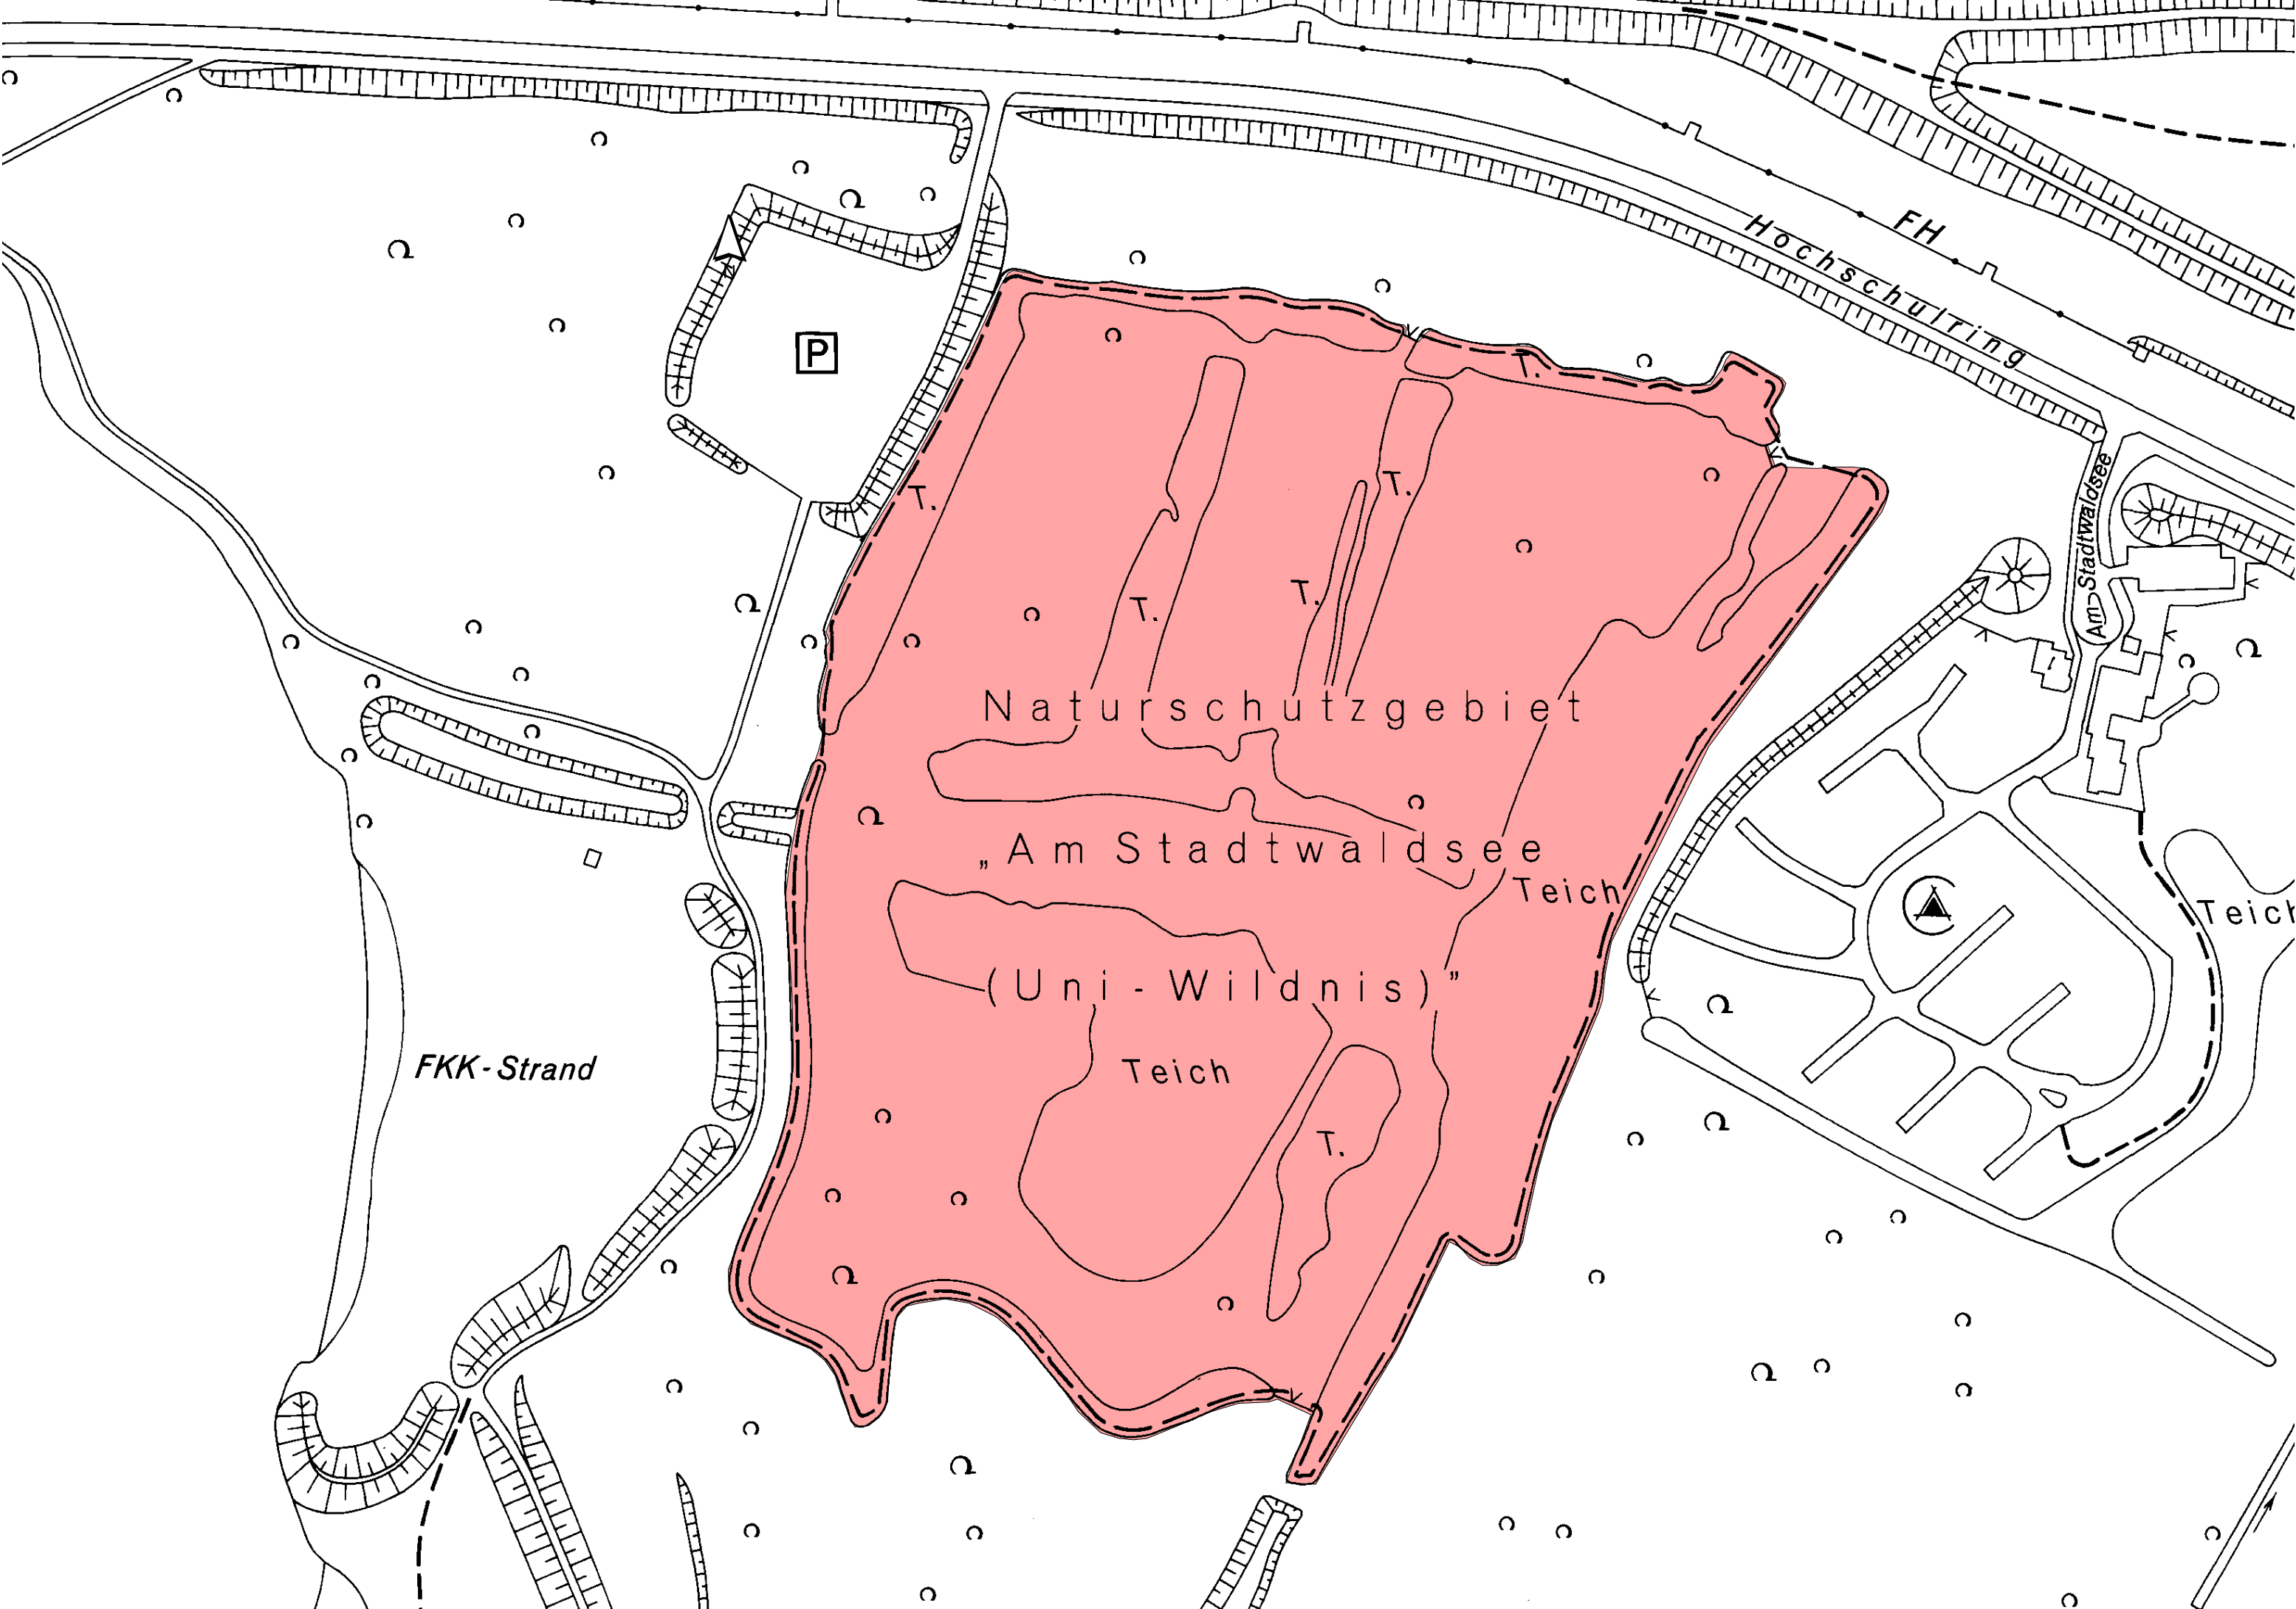 FH
Hochschulring
P
T.
T.
T.
T.
T.
Am Stadtwaldsee
Naturschutzgebiet
„Am Stadtwaldsee
Teich
(Uni-Wildnis)”
Teich
Teich
FKK-Strand
T.